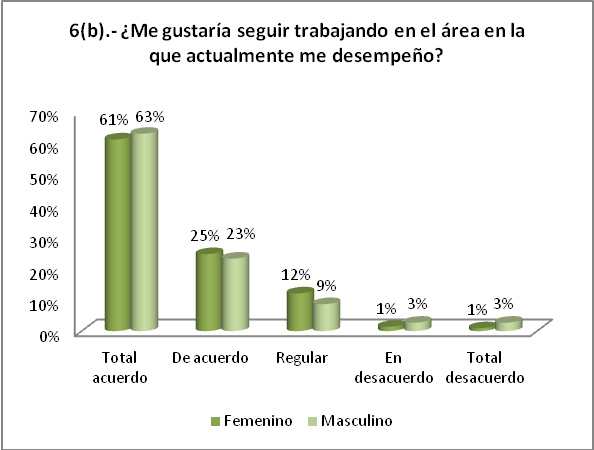 6(b).- ¿Me gustaría seguir trabajando en el área en la
que actualmente me desempeño?
70%
60%
50%
40%
30%
20%
10%
0%
61%
63%
25%
23%
12%
9%
1%
3%
1%
3%
Total
acuerdo
De acuerdo
Regular
En
desacuerdo
Total
desacuerdo
Femenino
Masculino